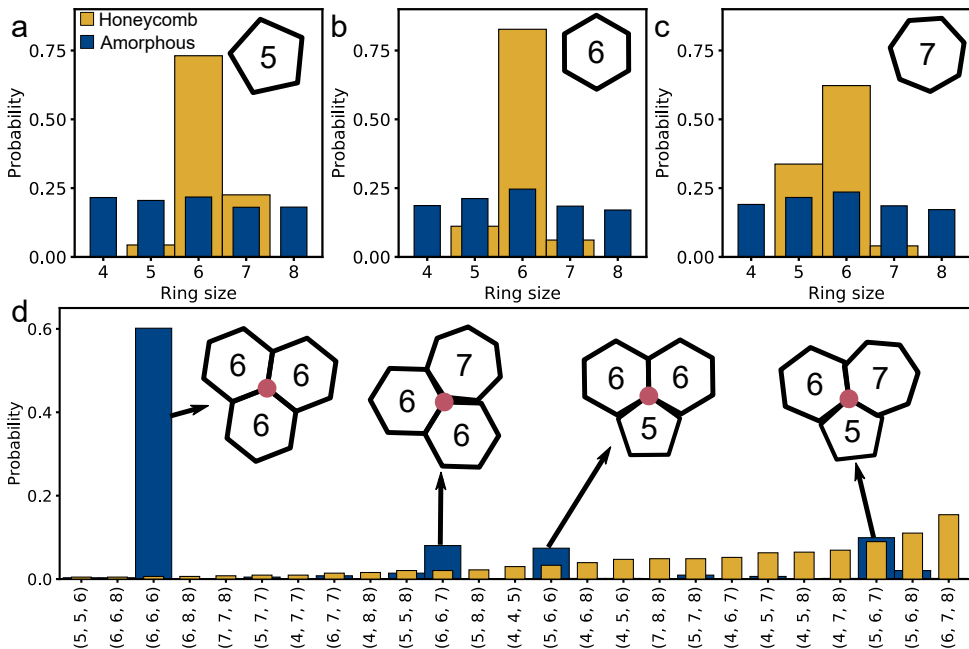 a
Honeycomb
Amorphous
5
Probability
0.75
0.50
0.25
0.00
4 5 6 7 8
Ring size
b
6
Probability
0.75
0.50
0.25
0.00
4 5 6 7 8
Ring size
c
7
Probability
0.75
0.50
0.25
0.00
4 5 6 7 8
Ring size
d
Probability
0.6
0.4
0.2
0.0
6 6 6
7 6 6
6 6 5
6 7 5
(5, 5, 6)
(6, 6, 8)
(6, 6, 6)
(6, 8, 8)
(7, 7, 8)
(5, 7, 7)
(4, 7, 7)
(6, 7, 7)
(4, 8, 8)
(5, 5, 8)
(6, 6, 7)
(5, 8, 8)
(4, 4, 5)
(5, 6, 6)
(4, 4, 8)
(4, 5, 6)
(7, 8, 8)
(5, 7, 8)
(4, 6, 7)
(4, 5, 7)
(4, 5, 8)
(4, 7, 8)
(5, 6, 7)
(5, 6, 8)
(6, 7, 8)